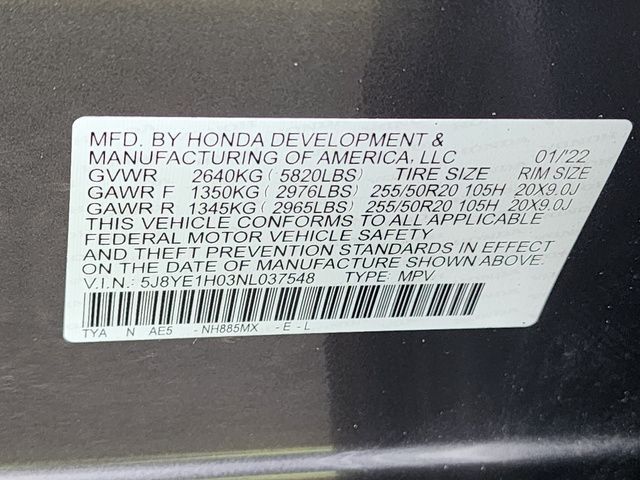 MFD. BY HONDA DEVELOPMENT &
MANUFACTURING OF AMERICA, LLC 01/'22
GVWR 2640KG ( 5820LBS) TIRE SIZE RIM SIZE
GAWR F 1350KG ( 2976LBS) 255/50R20 105H 20X9.0J
GAWR R 1345KG ( 2965LBS) 255/50R20 105H 20X9.0J
THIS VEHICLE CONFORMS TO ALL APPLICABLE
FEDERAL MOTOR VEHICLE SAFETY
AND THEFT PREVENTION STANDARDS IN EFFECT
ON THE DATE OF MANUFACTURE SHOWN ABOVE.
V.I.N.: 5J8YE1H03NL037548 TYPE: MPV
TYA N AE5 - NH885MX - E - L